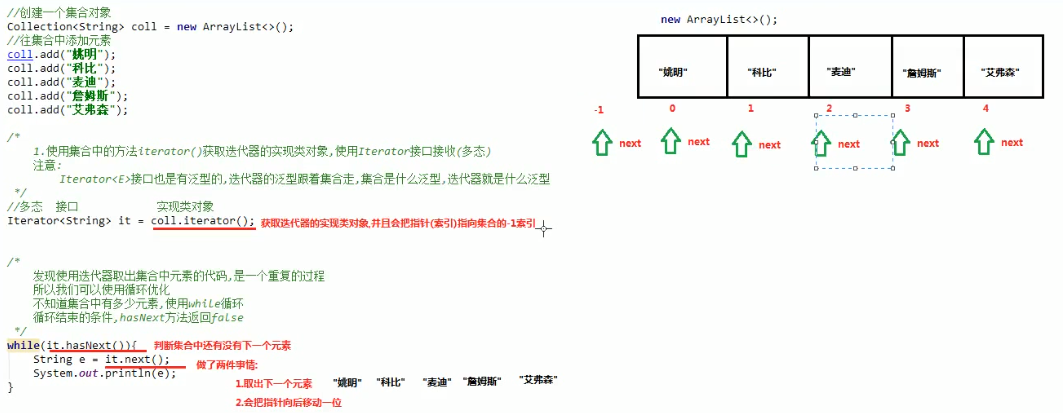 //创建一个集合对象
Collection<String> coll = new ArrayList<>();
//往集合中添加元素
coll.add("姚明");
coll.add("科比");
coll.add("麦迪");
coll.add("詹姆斯");
coll.add("艾弗森");
/*
1.使用集合中的方法iterator()获取迭代器的实现类对象,使用Iterator接口接收(多态)
注意:
Iterator<E>接口也是有泛型的,迭代器的泛型跟着集合走,集合是什么泛型,迭代器就是什么泛型
*/
//多态 接口 实现类对象
Iterator<String> it = coll.iterator(); 获取迭代器的实现类对象,并且会把指针(索引)指向集合的-1索引
/*
发现使用迭代器取出集合中元素的代码,是一个重复的过程
所以我们可以使用循环优化
不知道集合中有多少元素,使用while循环
循环结束的条件,hasNext方法返回false
*/
while(it.hasNext()){ 判断集合中还有没有下一个元素
String e = it.next(); 做了两件事情:
System.out.println(e);
1.取出下一个元素 "姚明" "科比" "麦迪" "詹姆斯" "艾弗森"
}
2.会把指针向后移动一位
new ArrayList<>();
"姚明" "科比" "麦迪" "詹姆斯" "艾弗森"
-1 0 1 2 3 4
next next next next next next